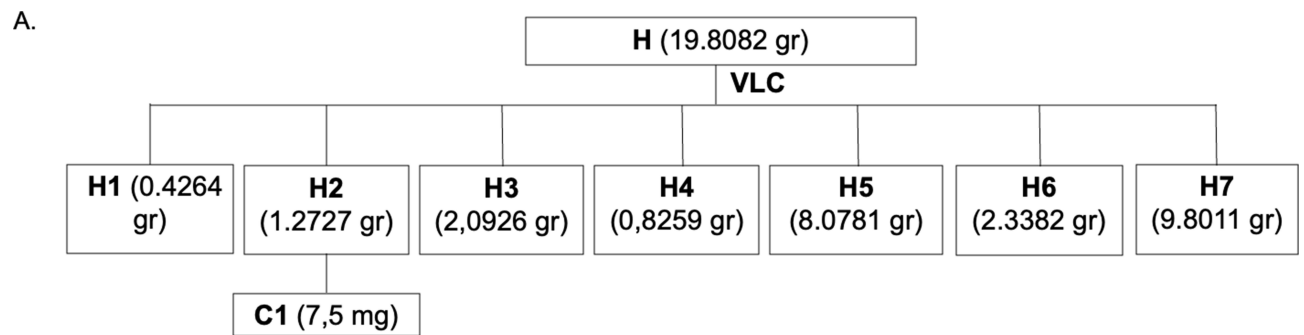 A.
H (19.8082 gr)
VLC
H1 (0.4264
gr)
H2
(1.2727 gr)
H3
(2,0926 gr)
H4
(0,8259 gr)
H5
(8.0781 gr)
H6
(2.3382 gr)
H7
(9.8011 gr)
C1 (7,5 mg)